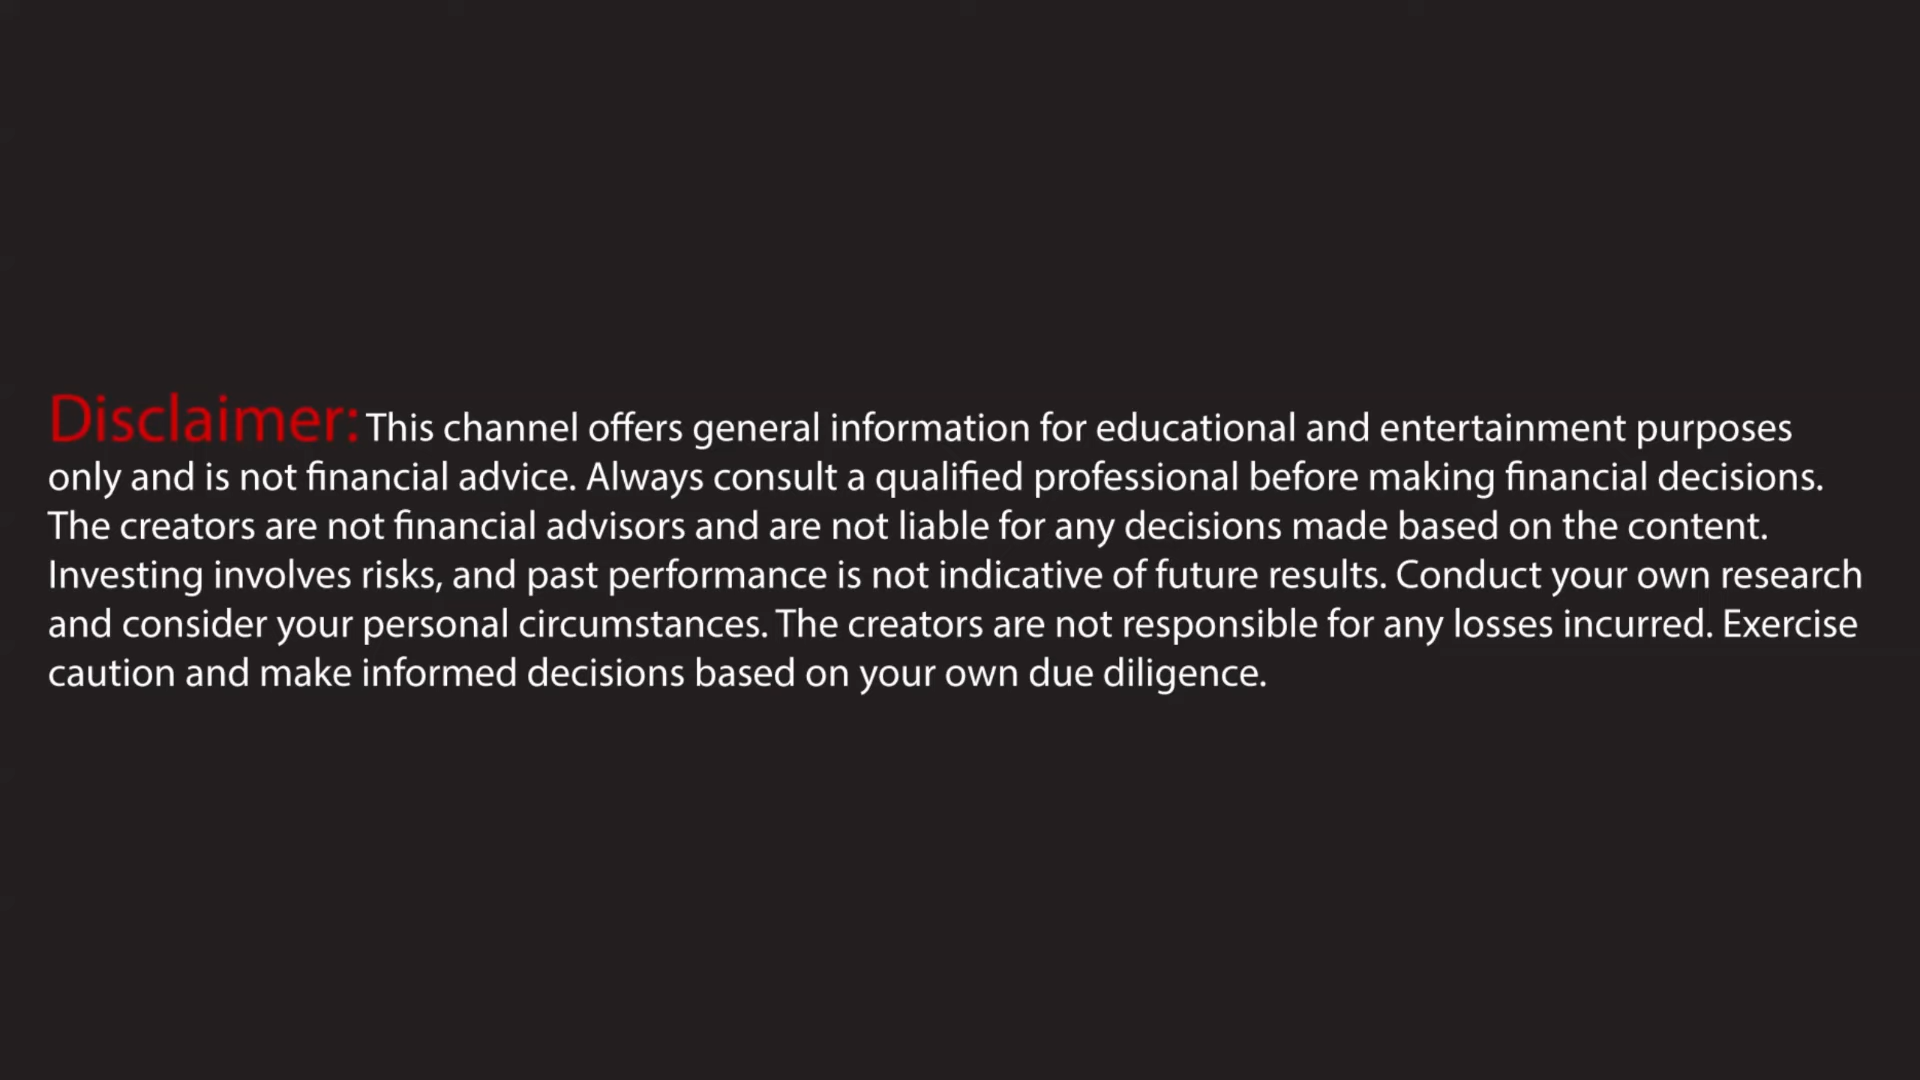 Disclaimer: This channel offers general information for educational and entertainment purposes
only and is not financial advice. Always consult a qualified professional before making financial decisions.
The creators are not financial advisors and are not liable for any decisions made based on the content.
Investing involves risks, and past performance is not indicative of future results. Conduct your own research
and consider your personal circumstances. The creators are not responsible for any losses incurred. Exercise
caution and make informed decisions based on your own due diligence.